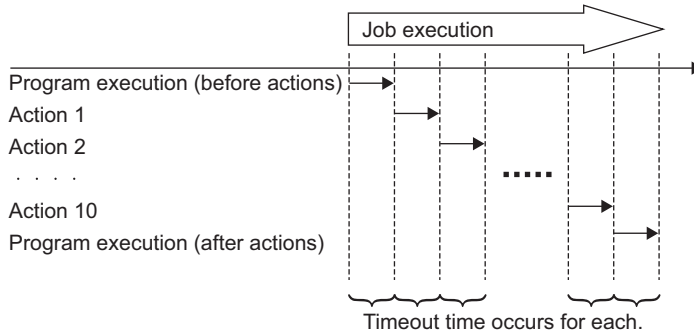 Job execution
Program execution (before actions)
Action 1
Action 2
. . . .
Action 10
Program execution (after actions)
Timeout time occurs for each.